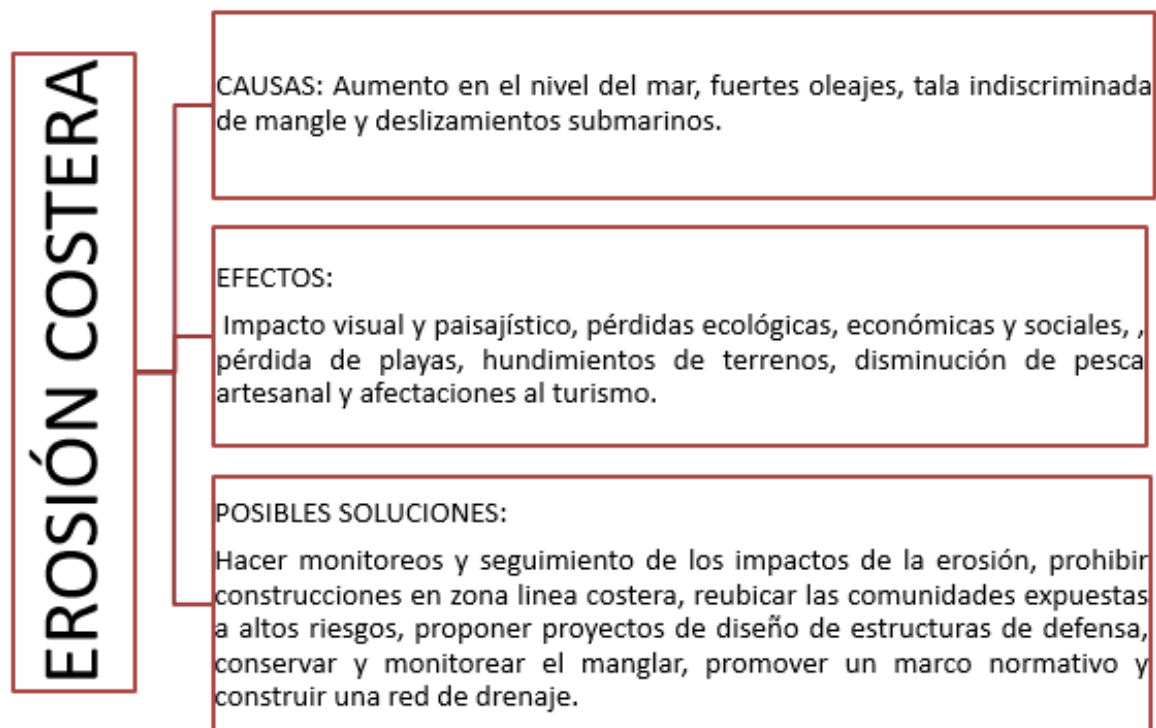 EROSIÓN COSTERA
CAUSAS: Aumento en el nivel del mar, fuertes oleajes, tala indiscriminada
de mangle y deslizamientos submarinos.
EFECTOS:
Impacto visual y paisajístico, pérdidas ecológicas, económicas y sociales, ,
pérdida de playas, hundimientos de terrenos, disminución de pesca
artesanal y afectaciones al turismo.
POSIBLES SOLUCIONES:
Hacer monitoreos y seguimiento de los impactos de la erosión, prohibir
construcciones en zona linea costera, reubicar las comunidades expuestas
a altos riesgos, proponer proyectos de diseño de estructuras de defensa,
conservar y monitorear el manglar, promover un marco normativo y
construir una red de drenaje.